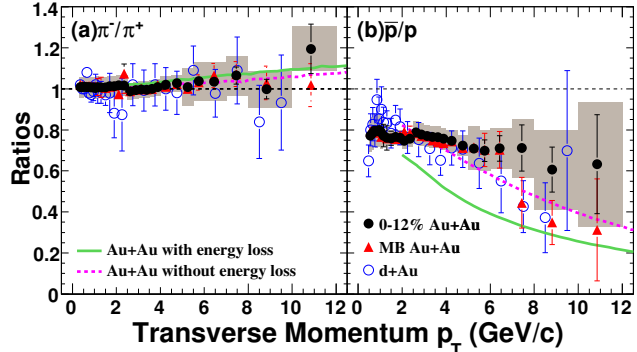 (a)π⁻/π⁺
(b)p̅/p
1.4
1.2
1
0.8
0.6
0.4
0.2
0
Ratios
Au+Au with energy loss
Au+Au without energy loss
0-12% Au+Au
MB Au+Au
d+Au
0 2 4 6 8 10 12
0 2 4 6 8 10 12
Transverse Momentum p_T (GeV/c)